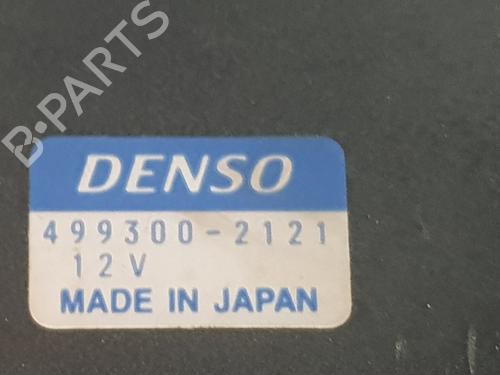 B-PARTS
DENSO
499300-2121
12V
MADE IN JAPAN